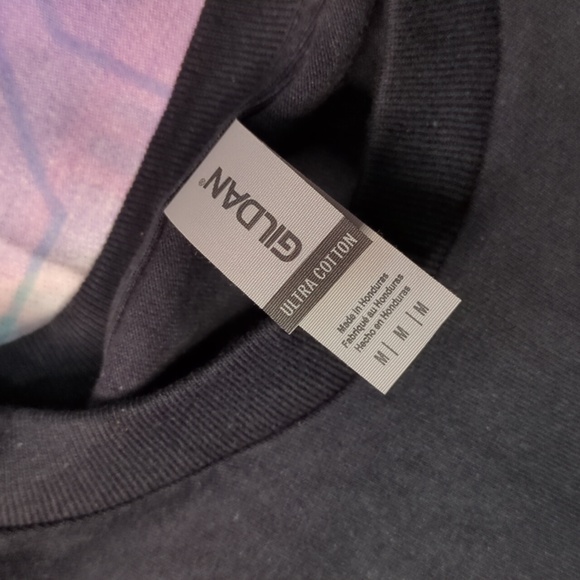 GILDAN®
ULTRA COTTON
Made in Honduras
Fabriqué au Honduras
Hecho en Honduras
M | M | M